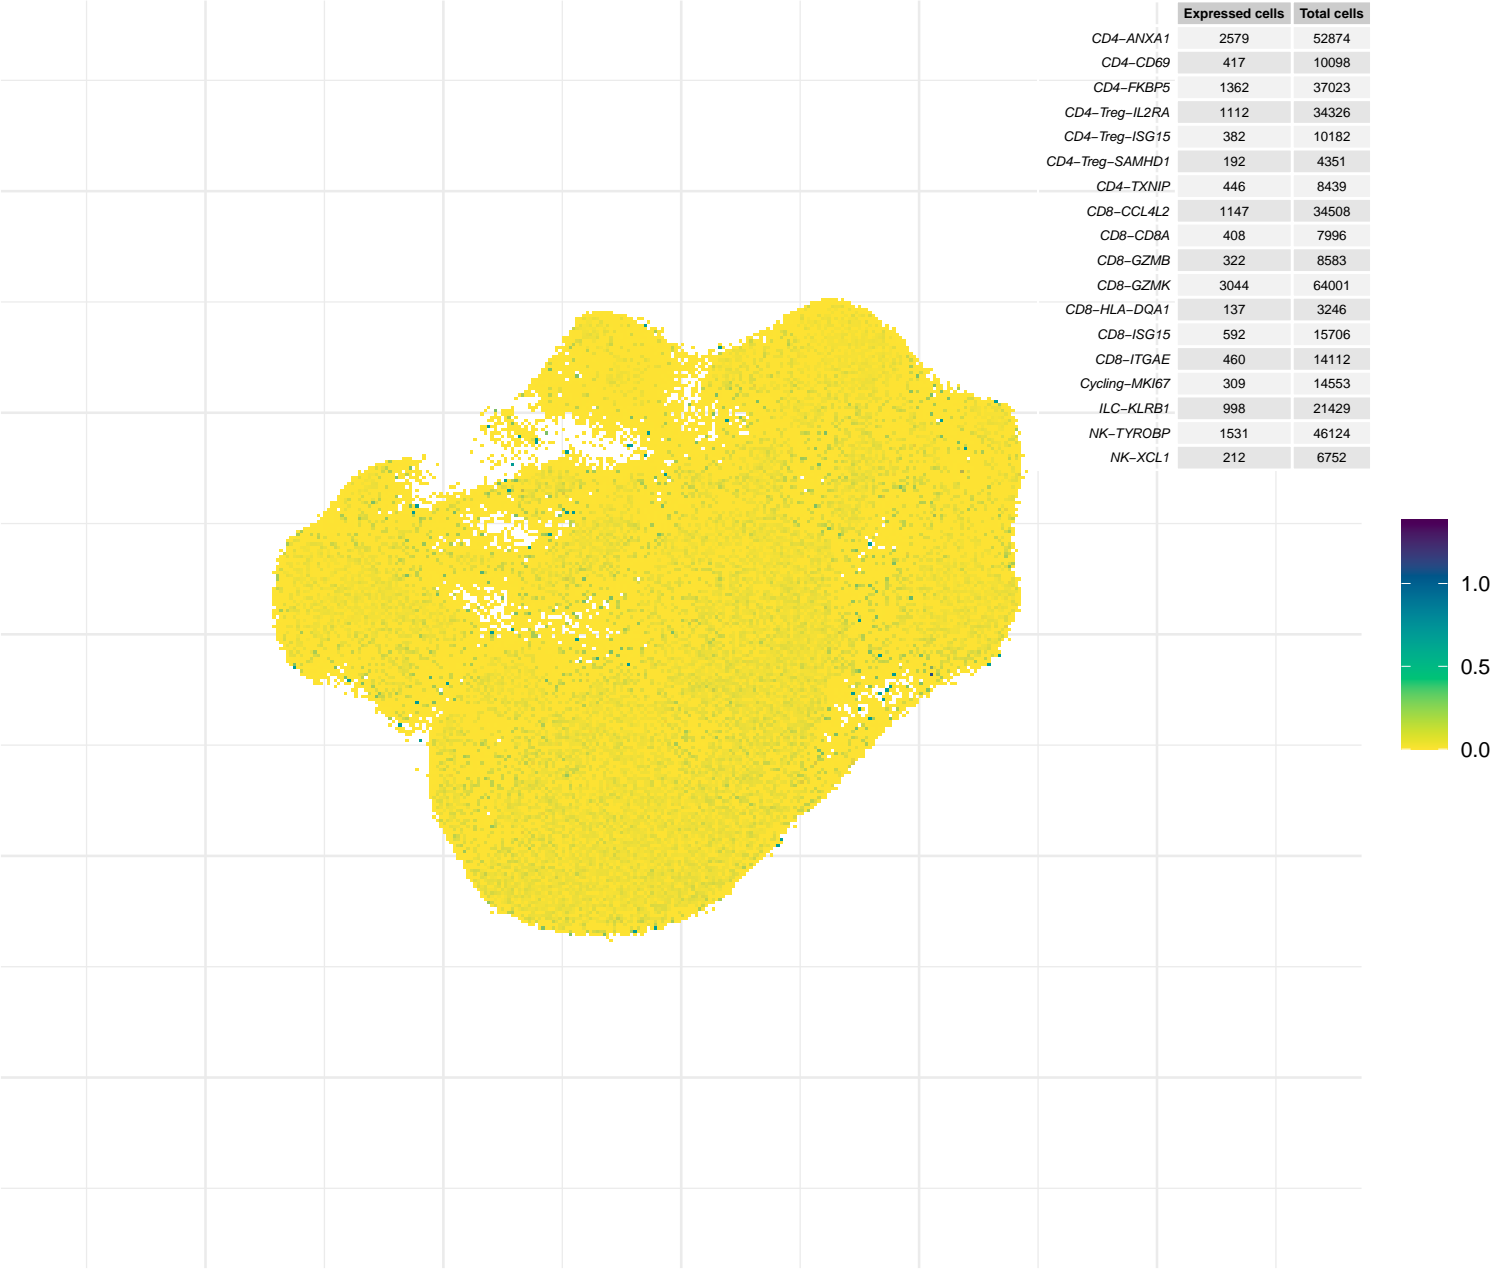 Expressed cells Total cells
CD4−ANXA1 2579 52874
CD4−CD69 417 10098
CD4−FKBP5 1362 37023
CD4−Treg−IL2RA 1112 34326
CD4−Treg−ISG15 382 10182
CD4−Treg−SAMHD1 192 4351
CD4−TXNIP 446 8439
CD8−CCL4L2 1147 34508
CD8−CD8A 408 7996
CD8−GZMB 322 8583
CD8−GZMK 3044 64001
CD8−HLA−DQA1 137 3246
CD8−ISG15 592 15706
CD8−ITGAE 460 14112
Cycling−MKI67 309 14553
ILC−KLRB1 998 21429
NK−TYROBP 1531 46124
NK−XCL1 212 6752
1.0
0.5
0.0